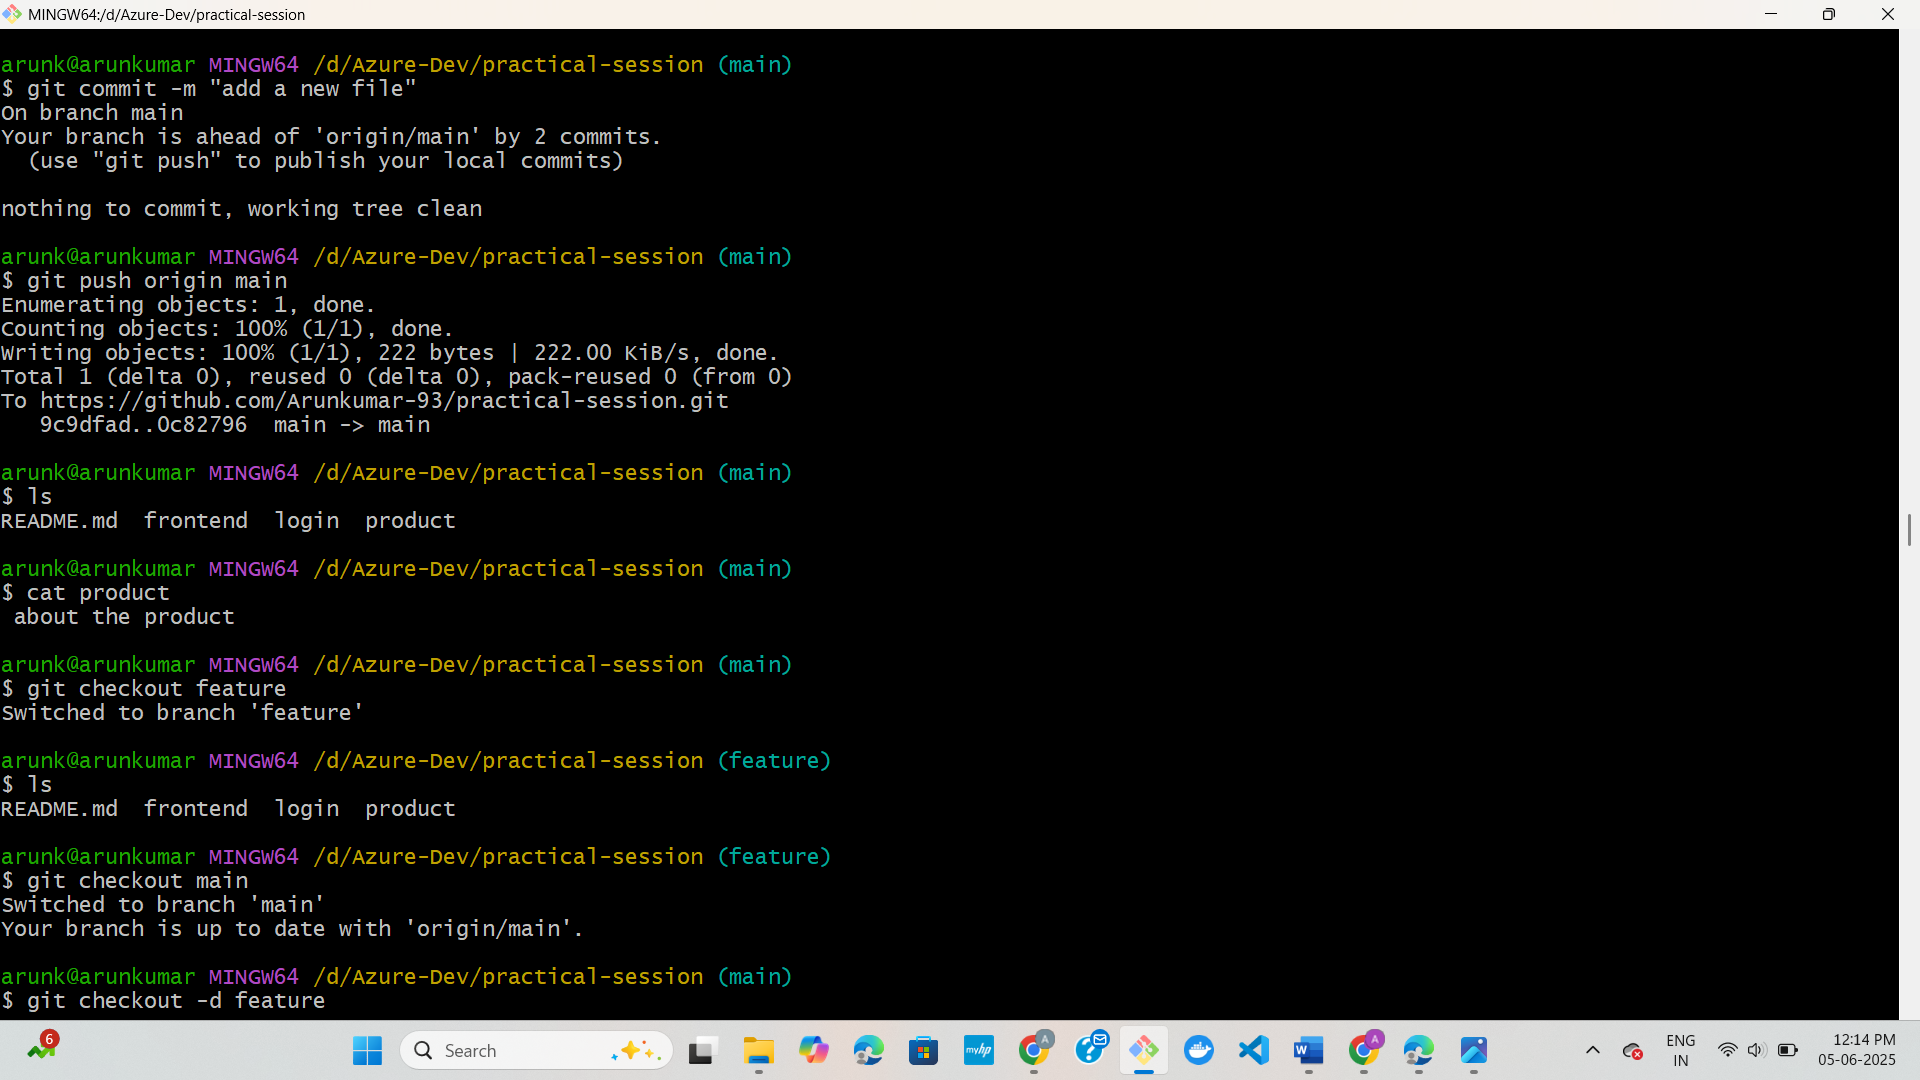 MINGW64:/d/Azure-Dev/practical-session
arunk@arunkumar MINGW64 /d/Azure-Dev/practical-session (main)
$ git commit -m "add a new file"
On branch main
Your branch is ahead of 'origin/main' by 2 commits.
  (use "git push" to publish your local commits)
nothing to commit, working tree clean
arunk@arunkumar MINGW64 /d/Azure-Dev/practical-session (main)
$ git push origin main
Enumerating objects: 1, done.
Counting objects: 100% (1/1), done.
Writing objects: 100% (1/1), 222 bytes | 222.00 KiB/s, done.
Total 1 (delta 0), reused 0 (delta 0), pack-reused 0 (from 0)
To https://github.com/Arunkumar-93/practical-session.git
   9c9dfad..0c82796  main -> main
arunk@arunkumar MINGW64 /d/Azure-Dev/practical-session (main)
$ ls
README.md  frontend  login  product
arunk@arunkumar MINGW64 /d/Azure-Dev/practical-session (main)
$ cat product
 about the product
arunk@arunkumar MINGW64 /d/Azure-Dev/practical-session (main)
$ git checkout feature
Switched to branch 'feature'
arunk@arunkumar MINGW64 /d/Azure-Dev/practical-session (feature)
$ ls
README.md  frontend  login  product
arunk@arunkumar MINGW64 /d/Azure-Dev/practical-session (feature)
$ git checkout main
Switched to branch 'main'
Your branch is up to date with 'origin/main'.
arunk@arunkumar MINGW64 /d/Azure-Dev/practical-session (main)
$ git checkout -d feature
6
Search
myhp
A
W
A
ENG
IN
12:14 PM
05-06-2025